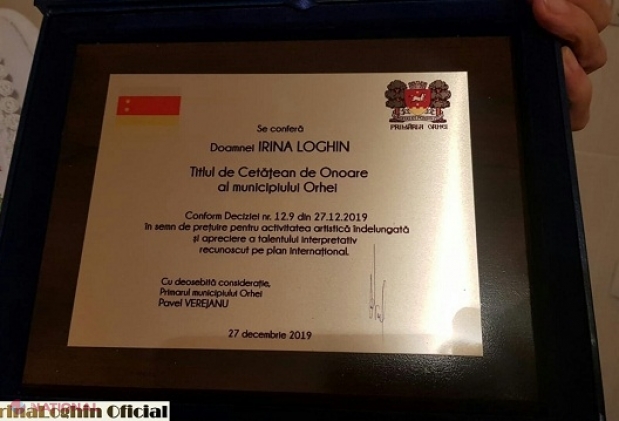 PRIMĂRIA ORHEI
Se conferă
Doamnei IRINA LOGHIN
Titlul de Cetățean de Onoare
al municipiului Orhei
Conform Deciziei nr. 12.9 din 27.12.2019
în semn de prețuire pentru activitatea artistică îndelungată
și apreciere a talentului interpretativ
recunoscut pe plan internațional.
Cu deosebită considerație,
Primarul municipiului Orhei
Pavel VEREJANU
27 decembrie 2019
rinaLoghin Oficial